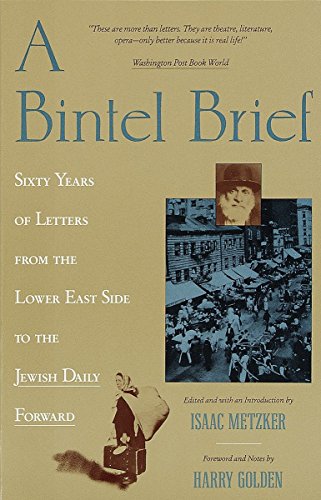 "These are more than letters. They are theatre, literature,
opera—only better because it is real life!"
Washington Post Book World
A
Bintel Brief
Sixty Years
of Letters
from the
Lower East Side
to the
Jewish Daily
Forward
Edited and with an Introduction by
ISAAC METZKER
Foreword and Notes by
HARRY GOLDEN